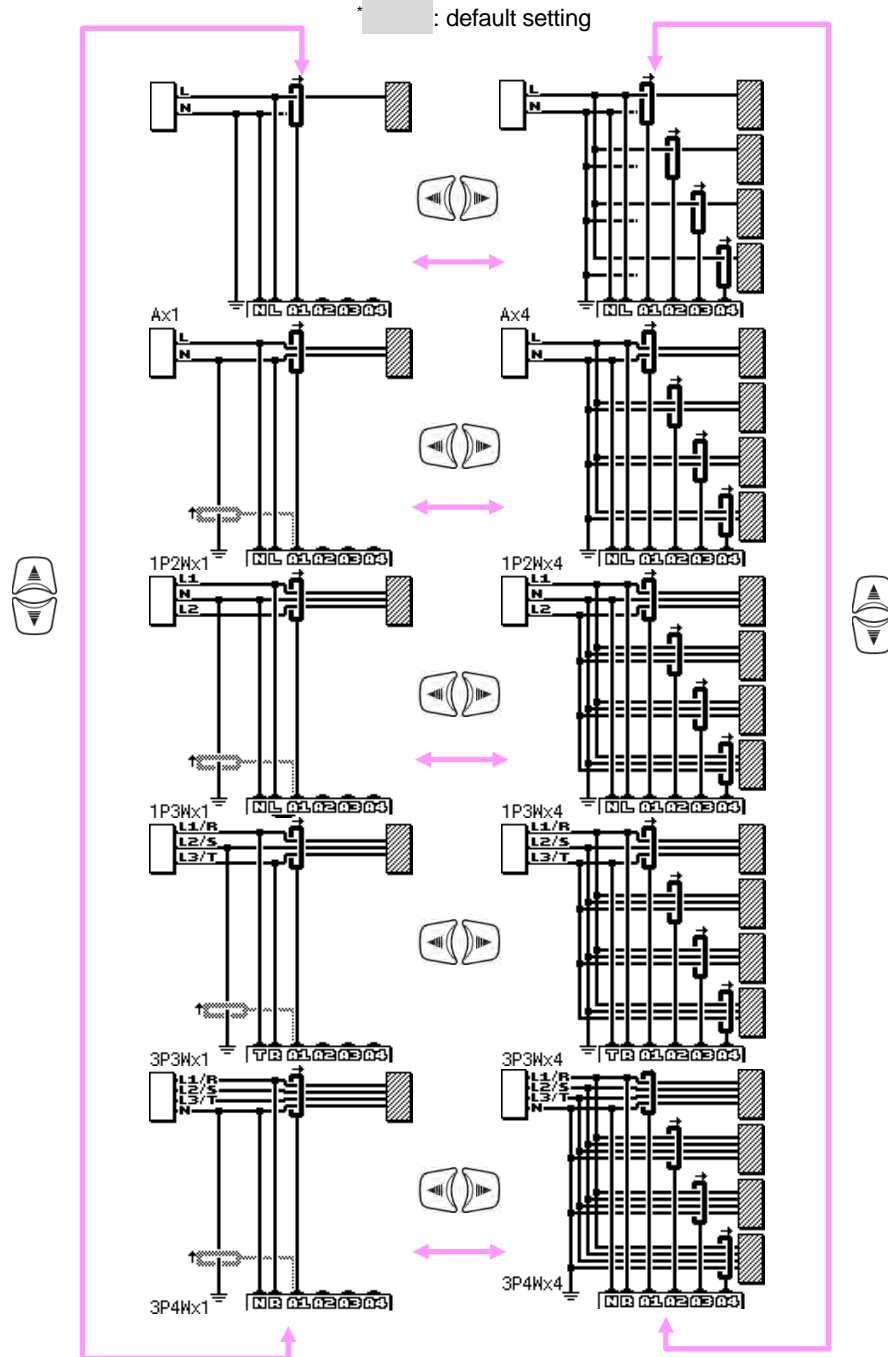 *: default setting
L
N
N L A1 A2 A3 A4
Ax1
L
N
N L A1 A2 A3 A4
Ax4
L
N
N L A1 A2 A3 A4
1P2Wx1
L
N
N L A1 A2 A3 A4
1P2Wx4
L1
N
L2
N L A1 A2 A3 A4
1P3Wx1
L1
N
L2
N L A1 A2 A3 A4
1P3Wx4
L1/R
L2/S
L3/T
T R A1 A2 A3 A4
3P3Wx1
L1/R
L2/S
L3/T
T R A1 A2 A3 A4
3P3Wx4
L1/R
L2/S
L3/T
N
N R A1 A2 A3 A4
3P4Wx1
L1/R
L2/S
L3/T
N
N R A1 A2 A3 A4
3P4Wx4